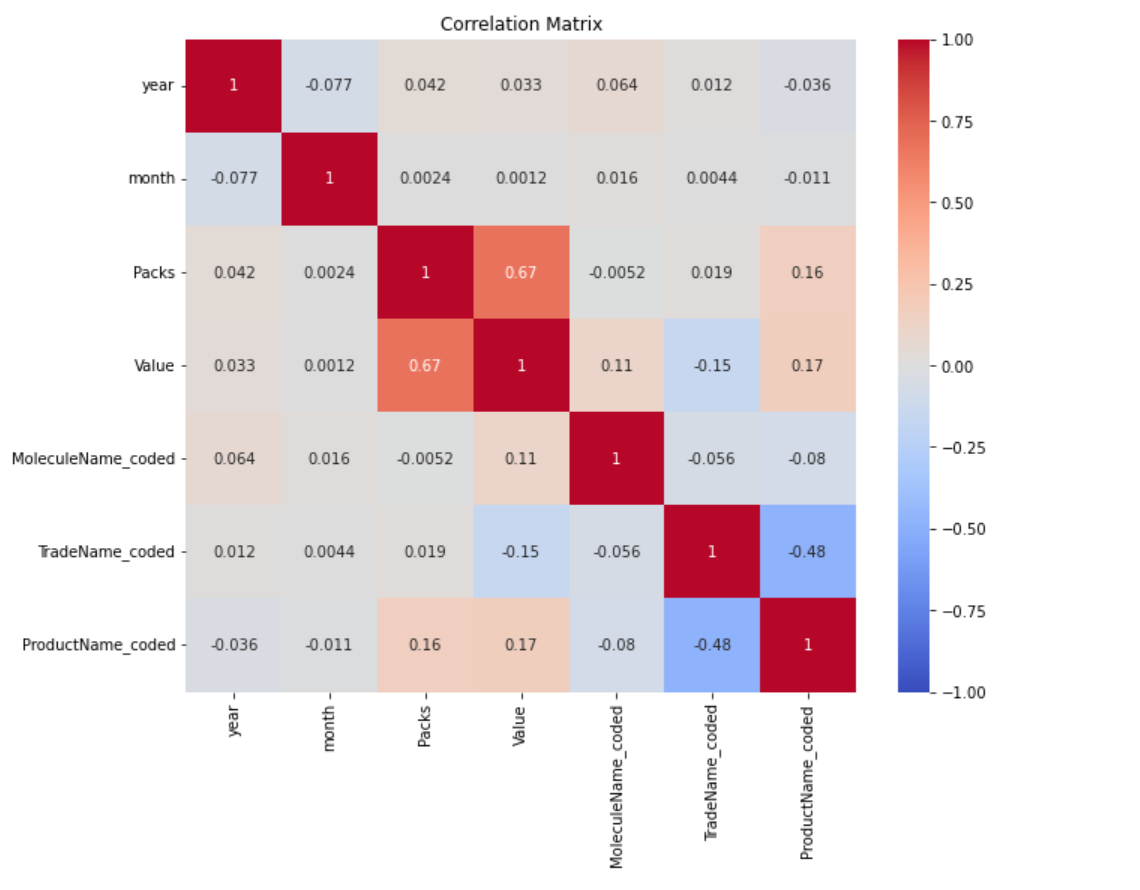 Correlation Matrix
year 1 -0.077 0.042 0.033 0.064 0.012 -0.036
month -0.077 1 0.0024 0.0012 0.016 0.0044 -0.011
Packs 0.042 0.0024 1 0.67 -0.0052 0.019 0.16
Value 0.033 0.0012 0.67 1 0.11 -0.15 0.17
MoleculeName_coded 0.064 0.016 -0.0052 0.11 1 -0.056 -0.08
TradeName_coded 0.012 0.0044 0.019 -0.15 -0.056 1 -0.48
ProductName_coded -0.036 -0.011 0.16 0.17 -0.08 -0.48 1
year
month
Packs
Value
MoleculeName_coded
TradeName_coded
ProductName_coded
1.00
0.75
0.50
0.25
0.00
−0.25
−0.50
−0.75
−1.00